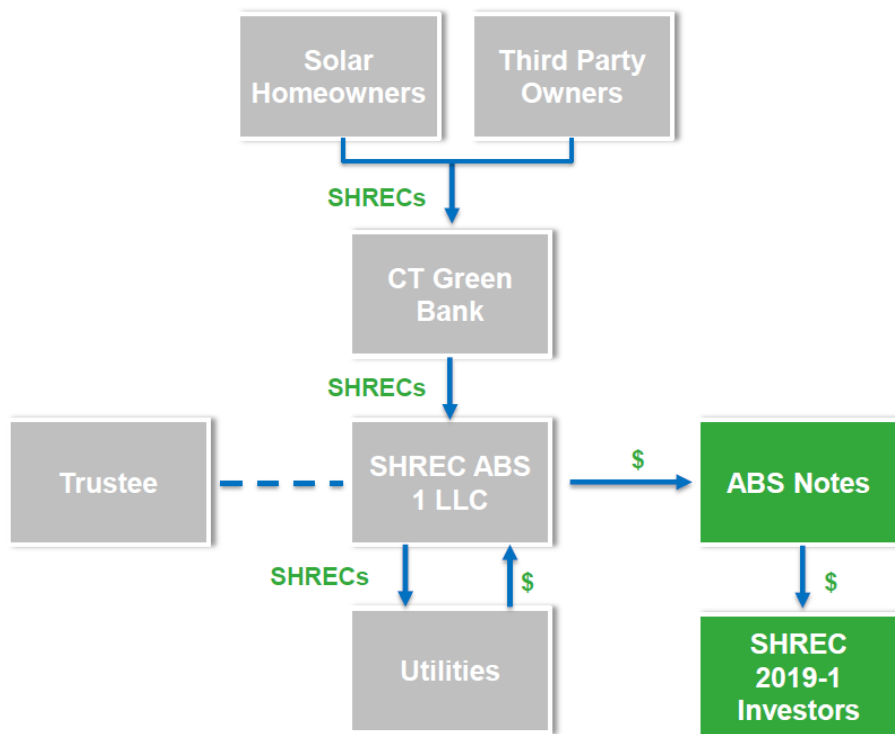 Solar
Homeowners
Third Party
Owners
SHRECs
CT Green
Bank
SHRECs
Trustee
SHREC ABS
1 LLC
$
ABS Notes
SHRECs
$
$
Utilities
SHREC
2019-1
Investors